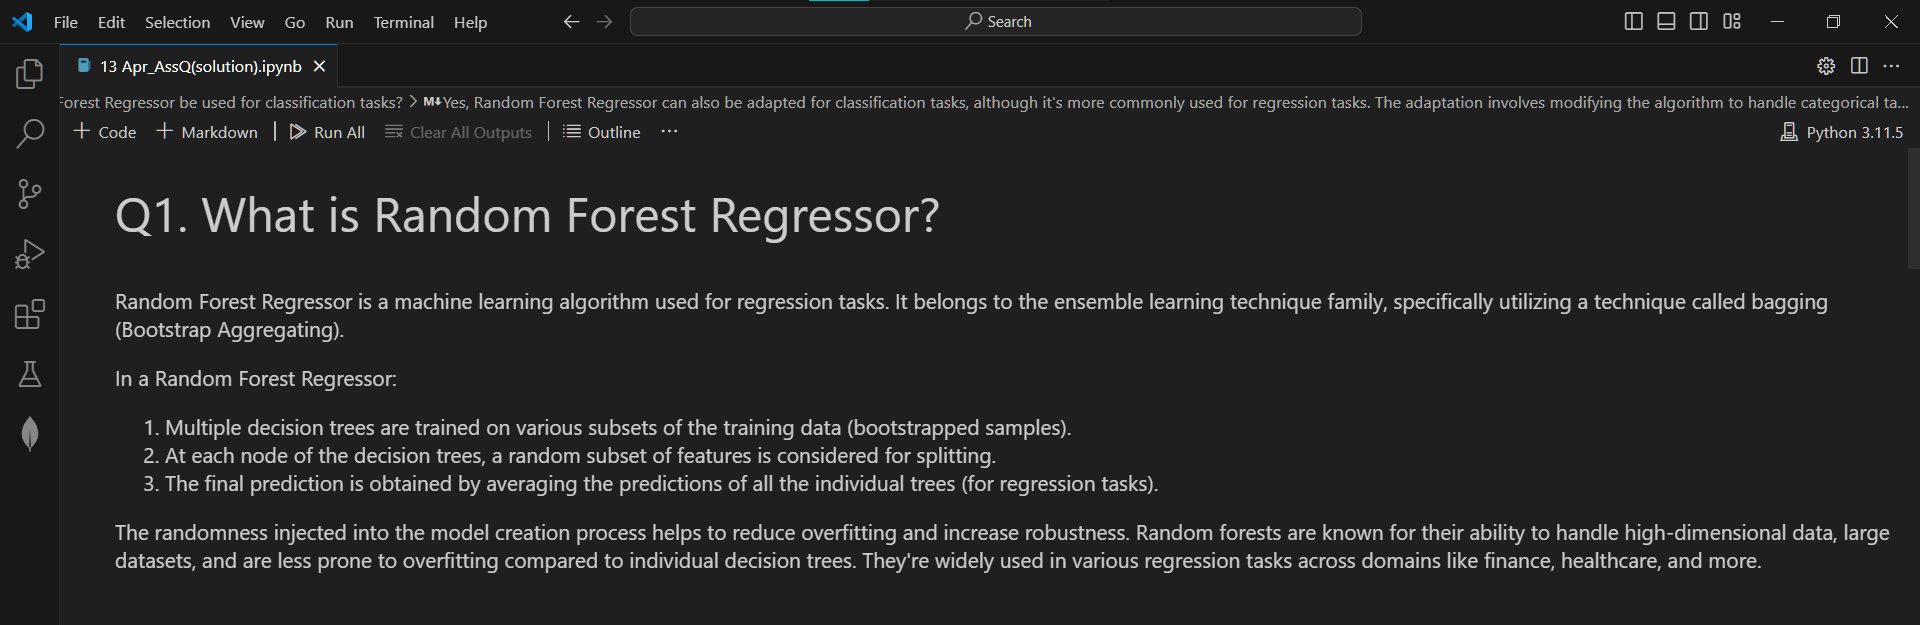 File Edit Selection View Go Run Terminal Help Search
13 Apr_AssQ(solution).ipynb
Forest Regressor be used for classification tasks? > M↓Yes, Random Forest Regressor can also be adapted for classification tasks, although it's more commonly used for regression tasks. The adaptation involves modifying the algorithm to handle categorical ta...
+ Code + Markdown | Run All Clear All Outputs | Outline ... Python 3.11.5
Q1. What is Random Forest Regressor?
Random Forest Regressor is a machine learning algorithm used for regression tasks. It belongs to the ensemble learning technique family, specifically utilizing a technique called bagging
(Bootstrap Aggregating).
In a Random Forest Regressor:
1. Multiple decision trees are trained on various subsets of the training data (bootstrapped samples).
2. At each node of the decision trees, a random subset of features is considered for splitting.
3. The final prediction is obtained by averaging the predictions of all the individual trees (for regression tasks).
The randomness injected into the model creation process helps to reduce overfitting and increase robustness. Random forests are known for their ability to handle high-dimensional data, large
datasets, and are less prone to overfitting compared to individual decision trees. They're widely used in various regression tasks across domains like finance, healthcare, and more.